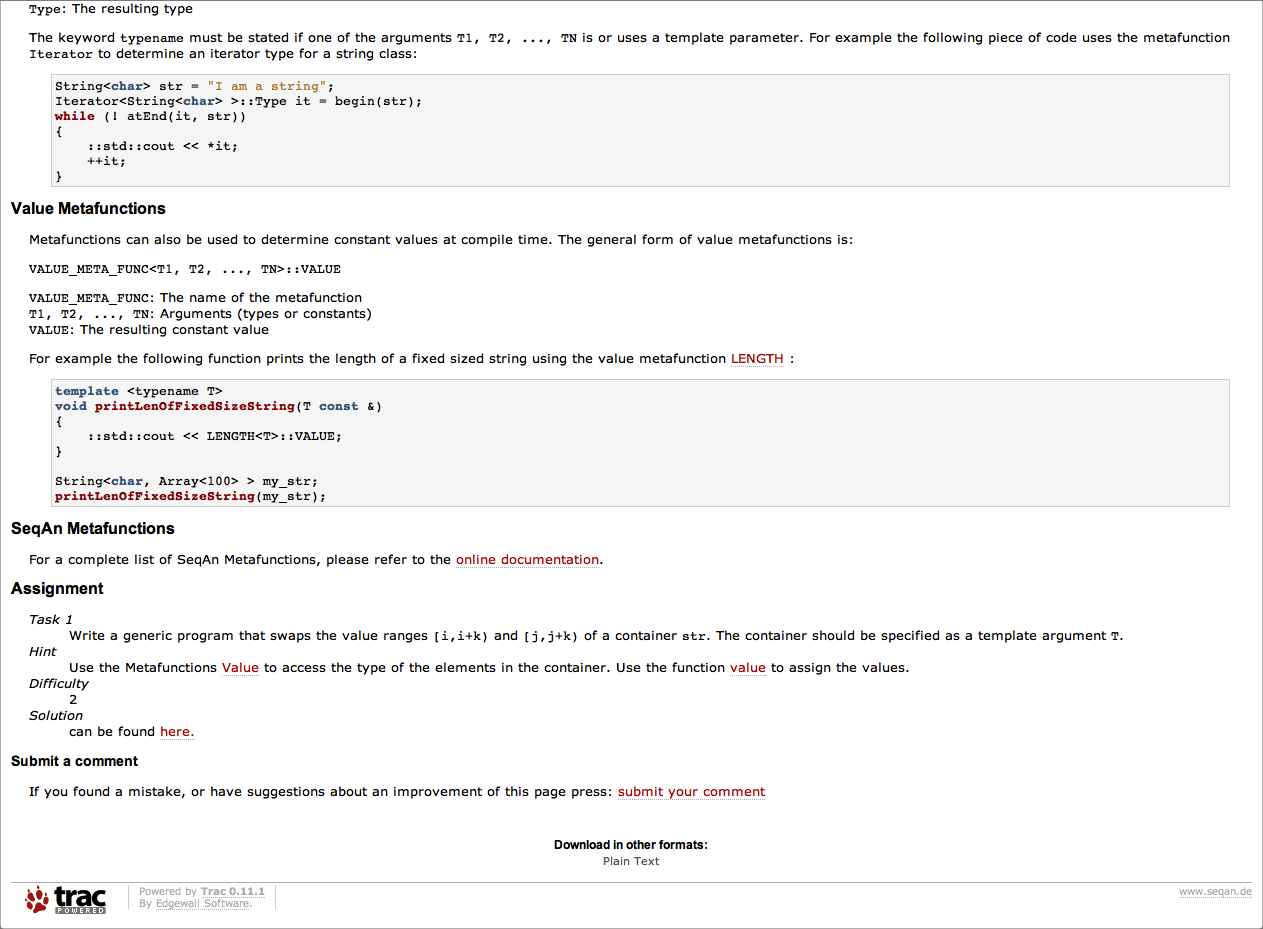 Type: The resulting type
The keyword typename must be stated if one of the arguments T1, T2, ..., TN is or uses a template parameter. For example the following piece of code uses the metafunction
Iterator to determine an iterator type for a string class:
String<char> str = "I am a string";
Iterator<String<char> >::Type it = begin(str);
while (! atEnd(it, str))
{
    ::std::cout << *it;
    ++it;
}
Value Metafunctions
Metafunctions can also be used to determine constant values at compile time. The general form of value metafunctions is:
VALUE_META_FUNC<T1, T2, ..., TN>::VALUE
VALUE_META_FUNC: The name of the metafunction
T1, T2, ..., TN: Arguments (types or constants)
VALUE: The resulting constant value
For example the following function prints the length of a fixed sized string using the value metafunction LENGTH :
template <typename T>
void printLenOfFixedSizeString(T const &)
{
    ::std::cout << LENGTH<T>::VALUE;
}
String<char, Array<100> > my_str;
printLenOfFixedSizeString(my_str);
SeqAn Metafunctions
For a complete list of SeqAn Metafunctions, please refer to the online documentation.
Assignment
Task 1
Write a generic program that swaps the value ranges [i,i+k) and [j,j+k) of a container str. The container should be specified as a template argument T.
Hint
Use the Metafunctions Value to access the type of the elements in the container. Use the function value to assign the values.
Difficulty
2
Solution
can be found here.
Submit a comment
If you found a mistake, or have suggestions about an improvement of this page press: submit your comment
Download in other formats:
Plain Text
trac
POWERED
Powered by Trac 0.11.1
By Edgewall Software.
www.seqan.de